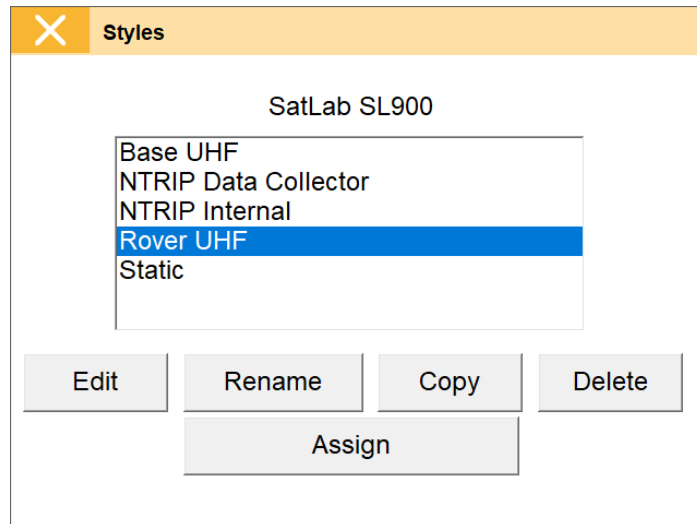 Styles
SatLab SL900
Base UHF
NTRIP Data Collector
NTRIP Internal
Rover UHF
Static
Edit Rename Copy Delete
Assign